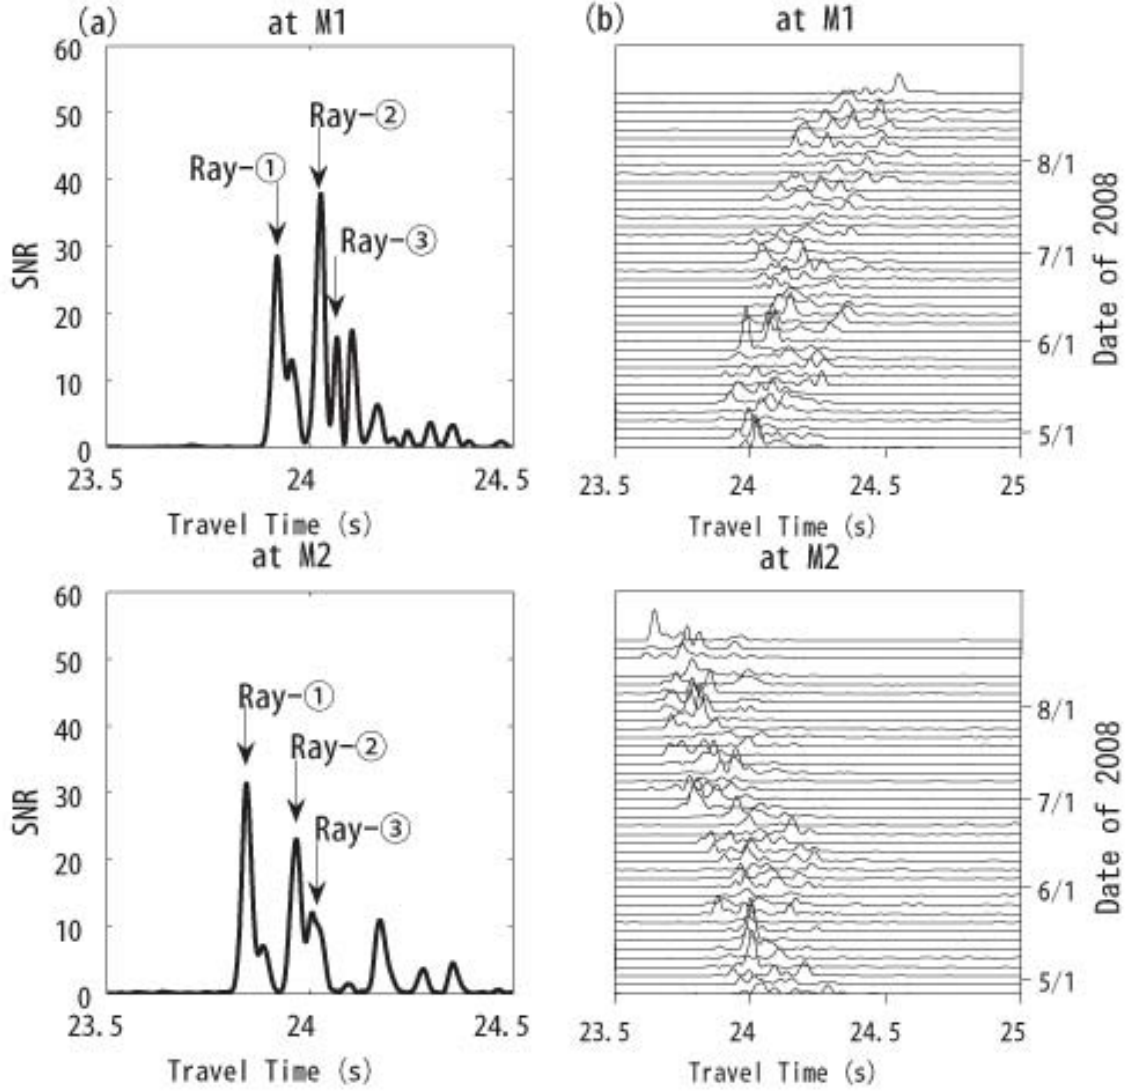 (a)
at M1
60
50
40
30
20
10
0
SNR
Ray-①
Ray-②
Ray-③
23.5
24
24.5
Travel Time (s)
(b)
at M1
8/1
7/1
6/1
5/1
Date of 2008
23.5
24
24.5
25
Travel Time (s)
at M2
60
50
40
30
20
10
0
SNR
Ray-①
Ray-②
Ray-③
23.5
24
24.5
Travel Time (s)
at M2
8/1
7/1
6/1
5/1
Date of 2008
23.5
24
24.5
25
Travel Time (s)